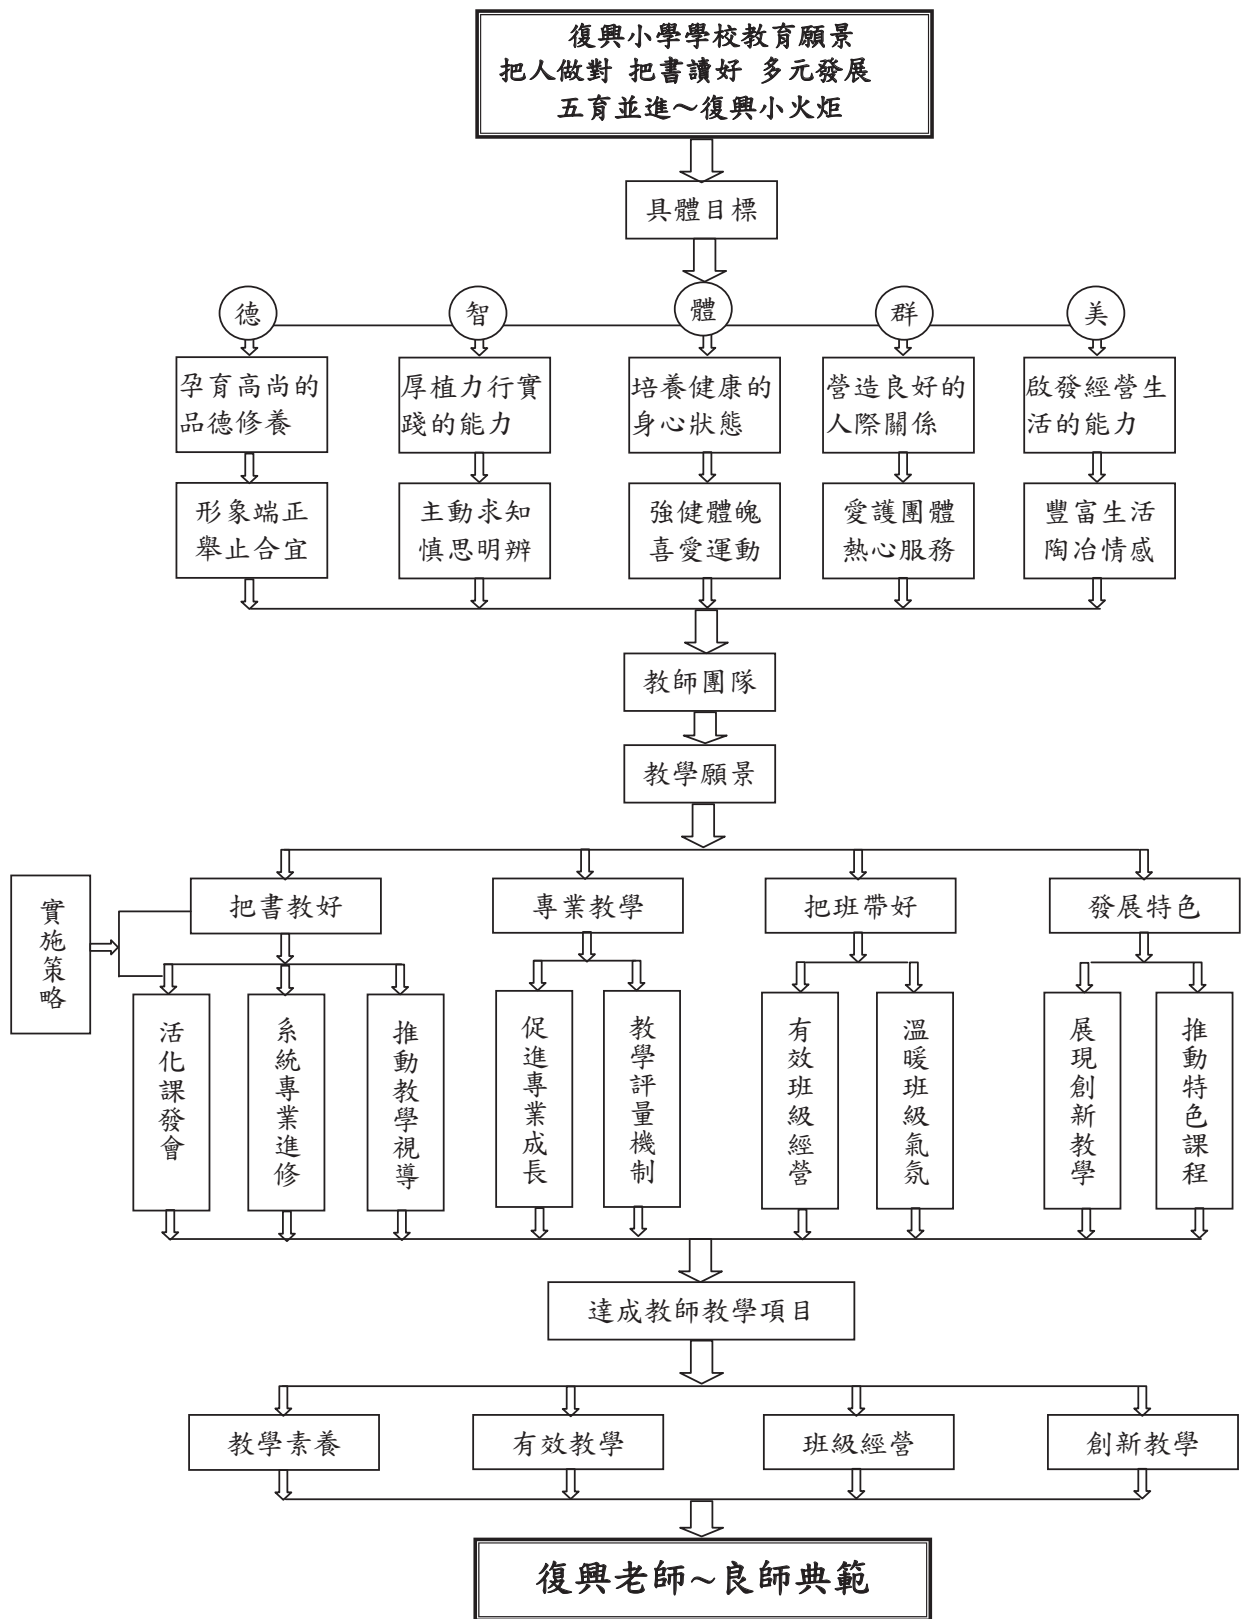 復興小學學校教育願景
把人做對 把書讀好 多元發展
五育並進～復興小火炬
具體目標
德
智
體
群
美
孕育高尚的
品德修養
厚植力行實
踐的能力
培養健康的
身心狀態
營造良好的
人際關係
啟發經營生
活的能力
形象端正
舉止合宜
主動求知
慎思明辨
強健體魄
喜愛運動
愛護團體
熱心服務
豐富生活
陶冶情感
教師團隊
教學願景
實施策略
把書教好
專業教學
把班帶好
發展特色
活化課發會
系統專業進修
推動教學視導
促進專業成長
教學評量機制
有效班級經營
溫暖班級氣氛
展現創新教學
推動特色課程
達成教師教學項目
教學素養
有效教學
班級經營
創新教學
復興老師～良師典範